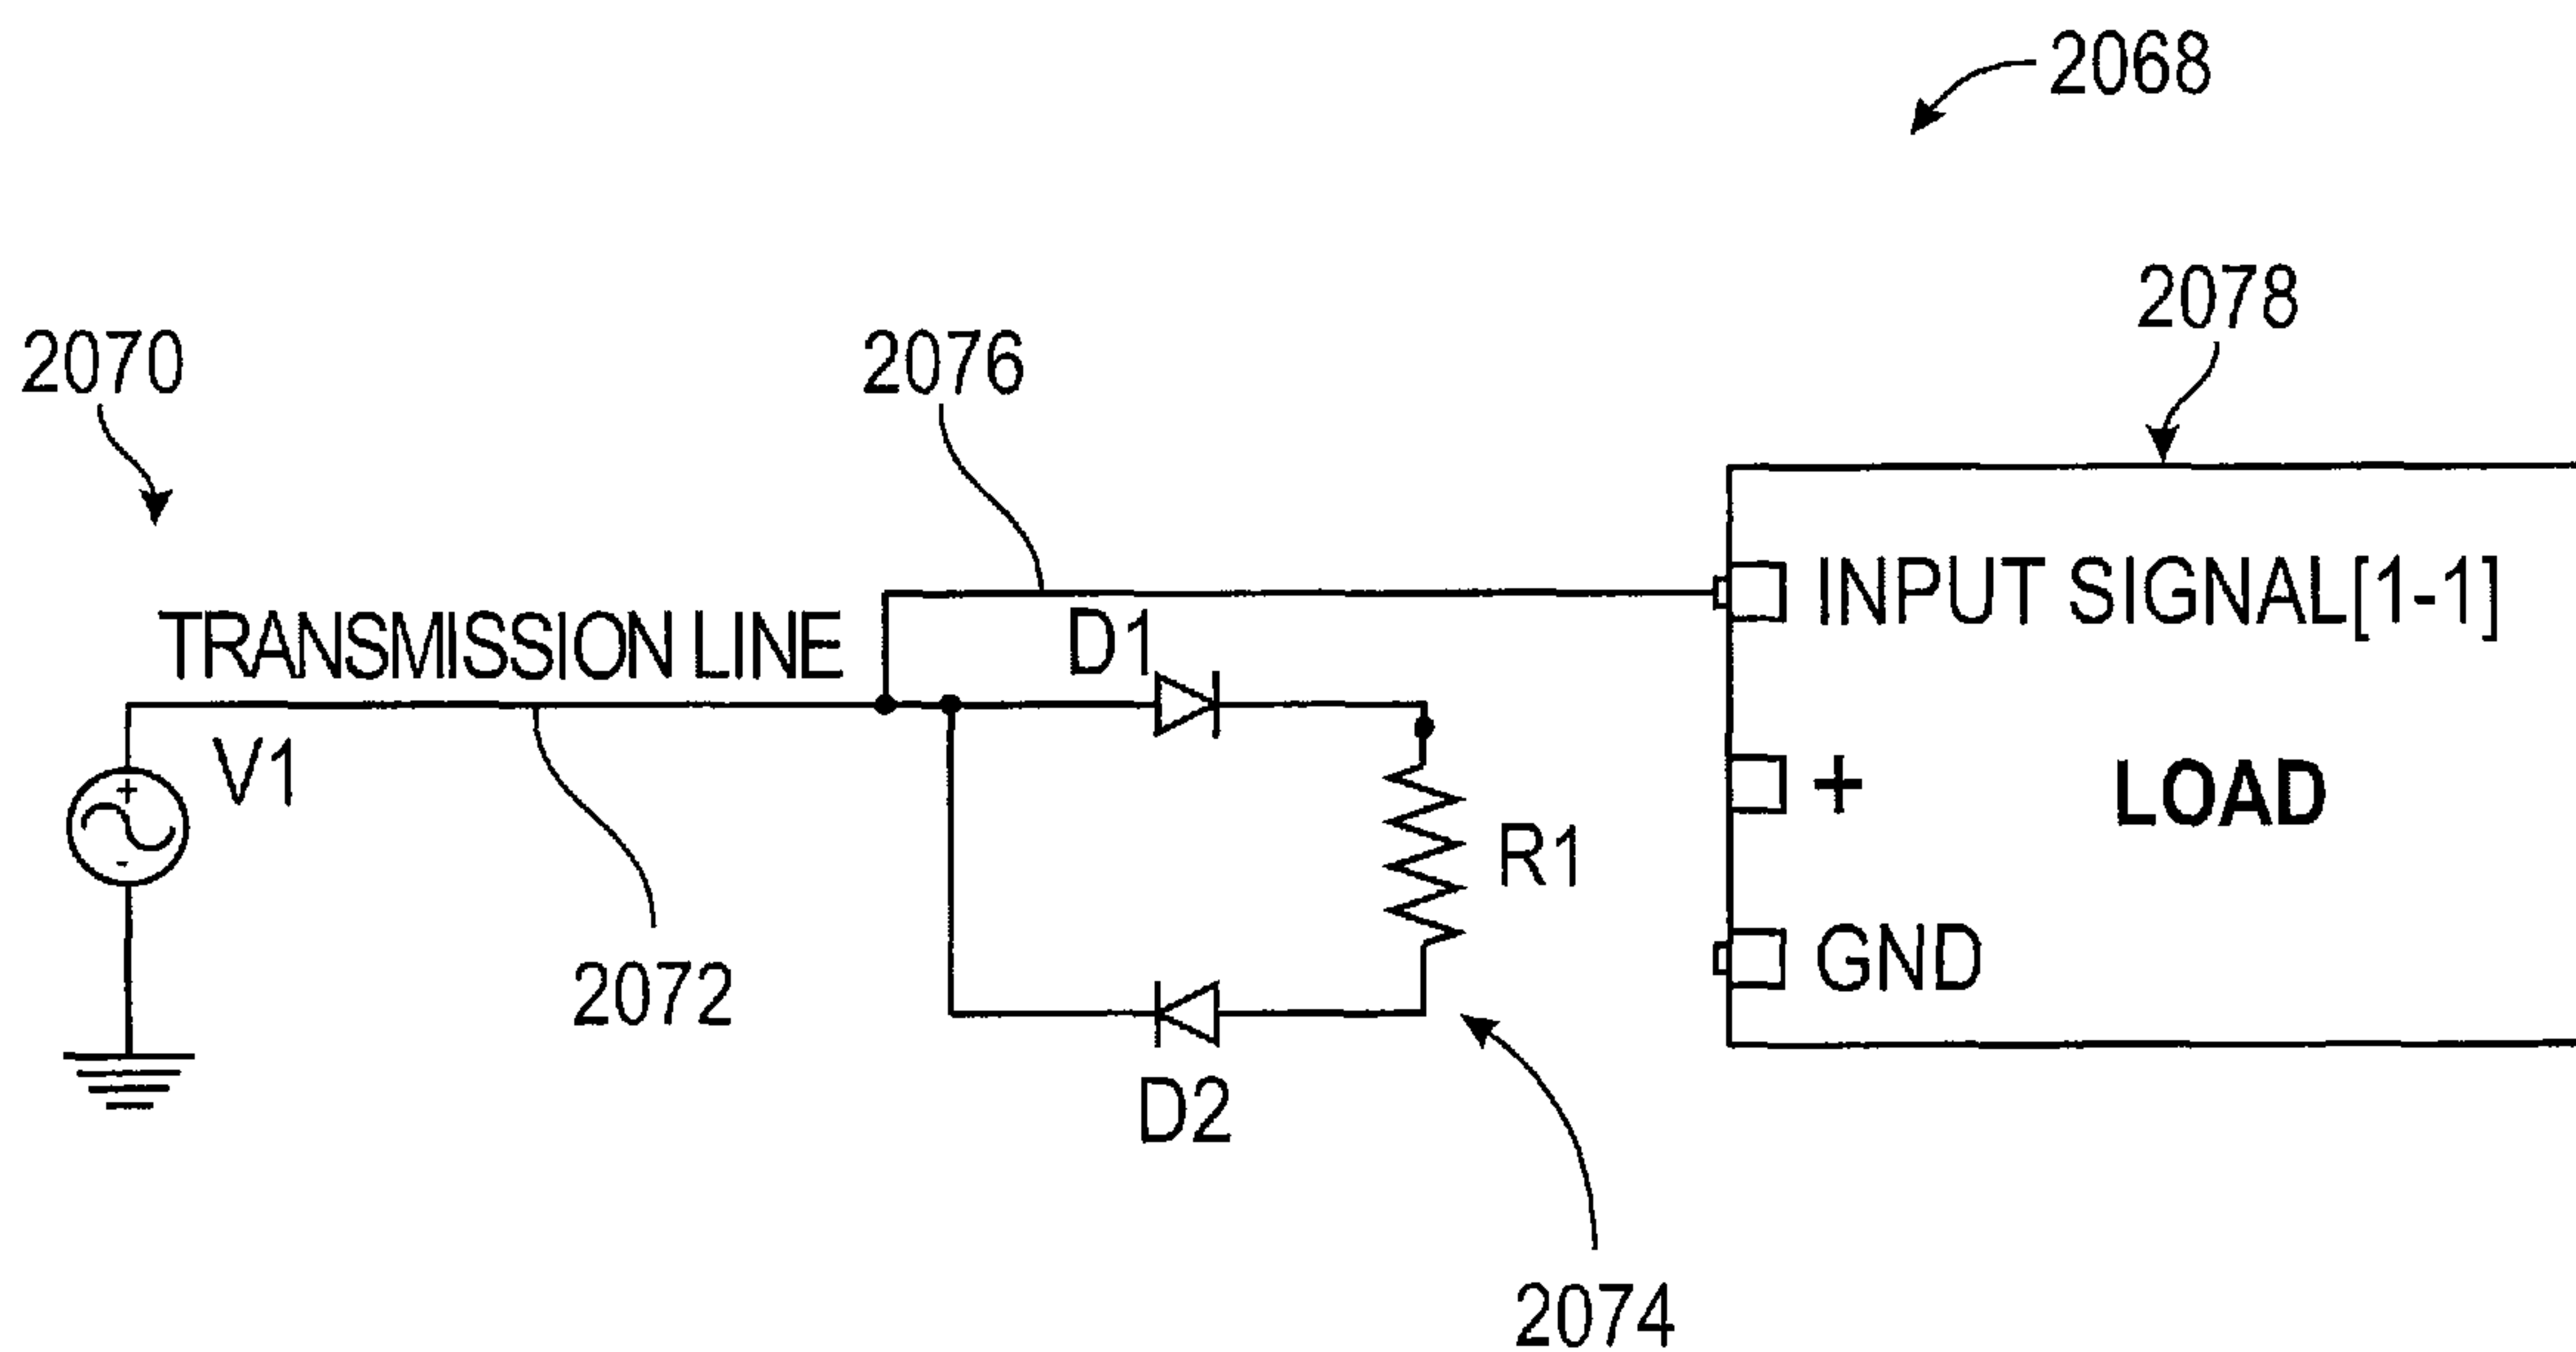 2068
2078
2070
2076
INPUT SIGNAL[1-1]
TRANSMISSION LINE
D1
V1
+
-
+
LOAD
R1
2072
GND
D2
2074